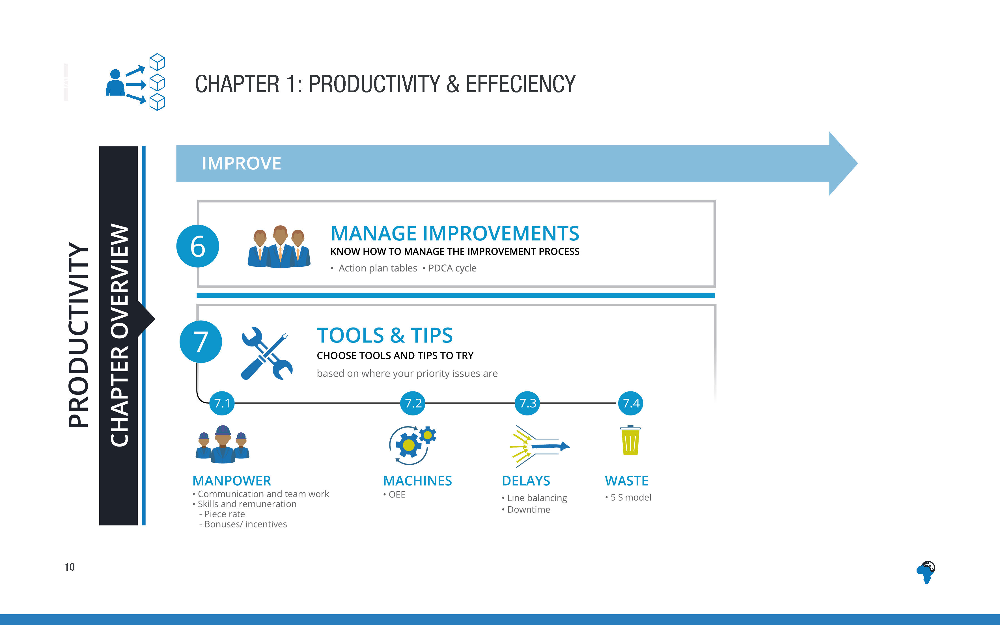 CHAPTER 1: PRODUCTIVITY & EFFECIENCY
PRODUCTIVITY
CHAPTER OVERVIEW
IMPROVE
6
MANAGE IMPROVEMENTS
KNOW HOW TO MANAGE THE IMPROVEMENT PROCESS
• Action plan tables • PDCA cycle
7
TOOLS & TIPS
CHOOSE TOOLS AND TIPS TO TRY
based on where your priority issues are
7.1
MANPOWER
• Communication and team work
• Skills and remuneration
- Piece rate
- Bonuses/ incentives
7.2
MACHINES
• OEE
7.3
DELAYS
• Line balancing
• Downtime
7.4
WASTE
• 5 S model
10